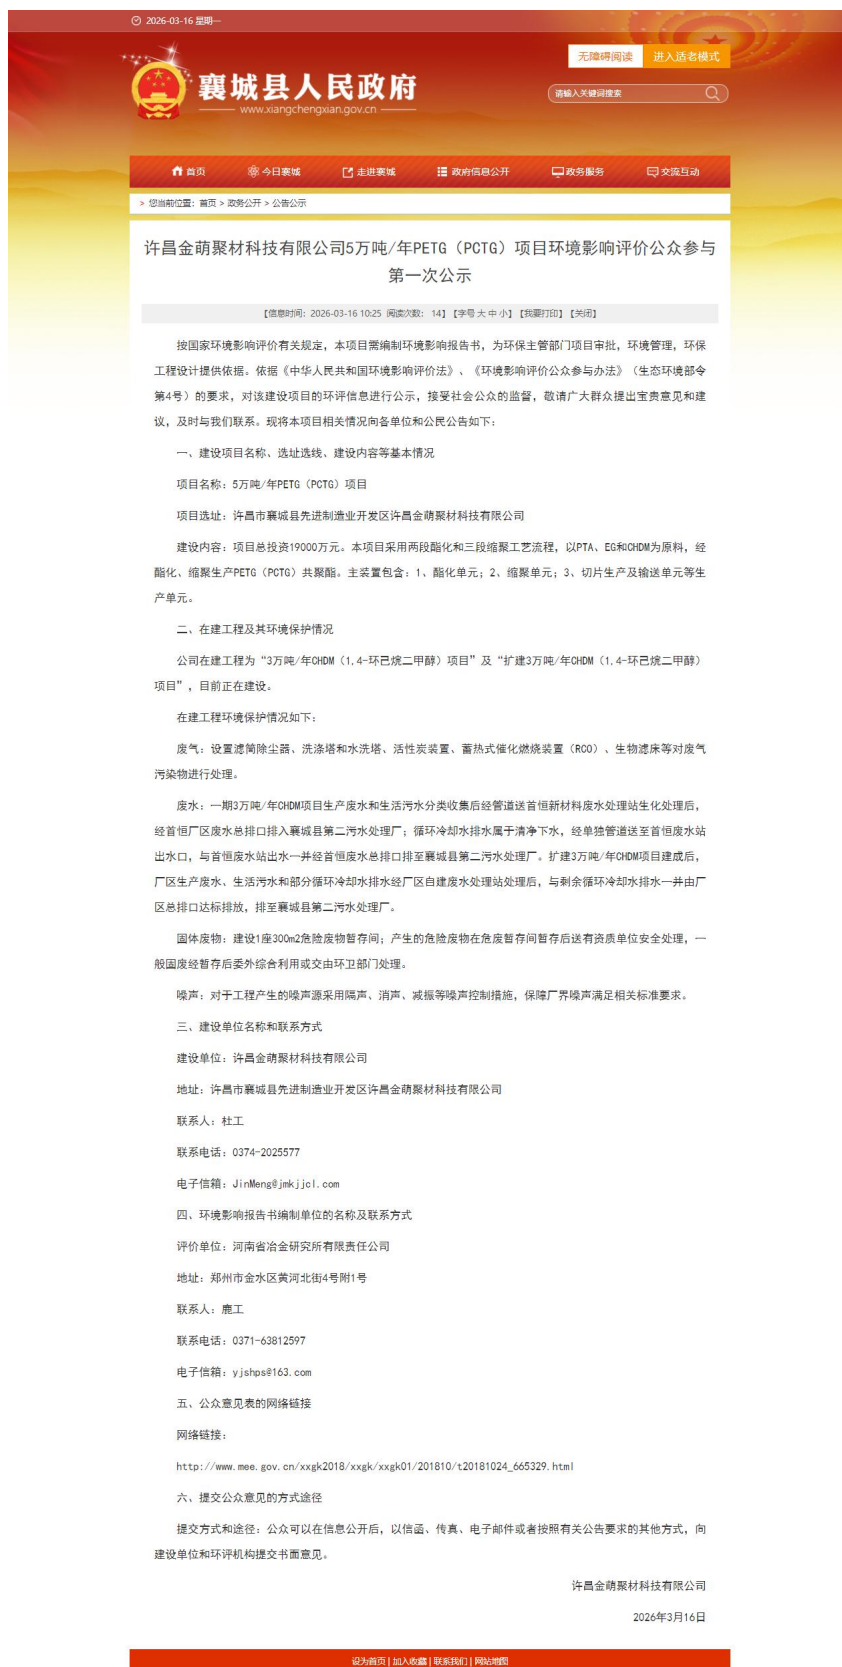 2026-03-16 星期一
无障碍阅读 进入适老模式
襄城县人民政府
www.xiangchengxian.gov.cn
请输入关键词搜索
首页 今日襄城 走进襄城 政府信息公开 政务服务 交流互动
> 您当前位置：首页 > 政务公开 > 公告公示
许昌金萌聚材科技有限公司5万吨/年PETG（PCTG）项目环境影响评价公众参与
第一次公示
【信息时间：2026-03-16 10:25 阅读次数： 14】【字号 大 中 小】【我要打印】【关闭】
按国家环境影响评价有关规定，本项目需编制环境影响报告书，为环保主管部门项目审批，环境管理，环保
工程设计提供依据。依据《中华人民共和国环境影响评价法》、《环境影响评价公众参与办法》（生态环境部令
第4号）的要求，对该建设项目的环评信息进行公示，接受社会公众的监督，敬请广大群众提出宝贵意见和建
议，及时与我们联系。现将本项目相关情况向各单位和公民公告如下：
一、建设项目名称、选址选线、建设内容等基本情况
项目名称：5万吨/年PETG（PCTG）项目
项目选址：许昌市襄城县先进制造业开发区许昌金萌聚材科技有限公司
建设内容：项目总投资19000万元。本项目采用两段酯化和三段缩聚工艺流程，以PTA、EG和CHDM为原料，经
酯化、缩聚生产PETG（PCTG）共聚酯。主装置包含：1、酯化单元；2、缩聚单元；3、切片生产及输送单元等生
产单元。
二、在建工程及其环境保护情况
公司在建工程为“3万吨/年CHDM（1,4-环己烷二甲醇）项目”及“扩建3万吨/年CHDM（1,4-环己烷二甲醇）
项目”，目前正在建设。
在建工程环境保护情况如下：
废气：设置滤筒除尘器、洗涤塔和水洗塔、活性炭装置、蓄热式催化燃烧装置（RCO）、生物滤床等对废气
污染物进行处理。
废水：一期3万吨/年CHDM项目生产废水和生活污水分类收集后经管道送首恒新材料废水处理站生化处理后，
经首恒厂区废水总排口排入襄城县第二污水处理厂；循环冷却水排水属于清净下水，经单独管道送至首恒废水站
出水口，与首恒废水站出水一并经首恒废水总排口排至襄城县第二污水处理厂。扩建3万吨/年CHDM项目建成后，
厂区生产废水、生活污水和部分循环冷却水排水经厂区自建废水处理站处理后，与剩余循环冷却水排水一并由厂
区总排口达标排放，排至襄城县第二污水处理厂。
固体废物：建设1座300m2危险废物暂存间；产生的危险废物在危废暂存间暂存后送有资质单位安全处理，一
般固废经暂存后委外综合利用或交由环卫部门处理。
噪声：对于工程产生的噪声源采用隔声、消声、减振等噪声控制措施，保障厂界噪声满足相关标准要求。
三、建设单位名称和联系方式
建设单位：许昌金萌聚材科技有限公司
地址：许昌市襄城县先进制造业开发区许昌金萌聚材科技有限公司
联系人：杜工
联系电话：0374-2025577
电子信箱：JinMeng@jmkjjcl.com
四、环境影响报告书编制单位的名称及联系方式
评价单位：河南省冶金研究所有限责任公司
地址：郑州市金水区黄河北街4号附1号
联系人：鹿工
联系电话：0371-63812597
电子信箱：yjshps@163.com
五、公众意见表的网络链接
网络链接：
http://www.mee.gov.cn/xxgk2018/xxgk/xxgk01/201810/t20181024_665329.html
六、提交公众意见的方式途径
提交方式和途径：公众可以在信息公开后，以信函、传真、电子邮件或者按照有关公告要求的其他方式，向
建设单位和环评机构提交书面意见。
许昌金萌聚材科技有限公司
2026年3月16日
设为首页 | 加入收藏 | 联系我们 | 网站地图